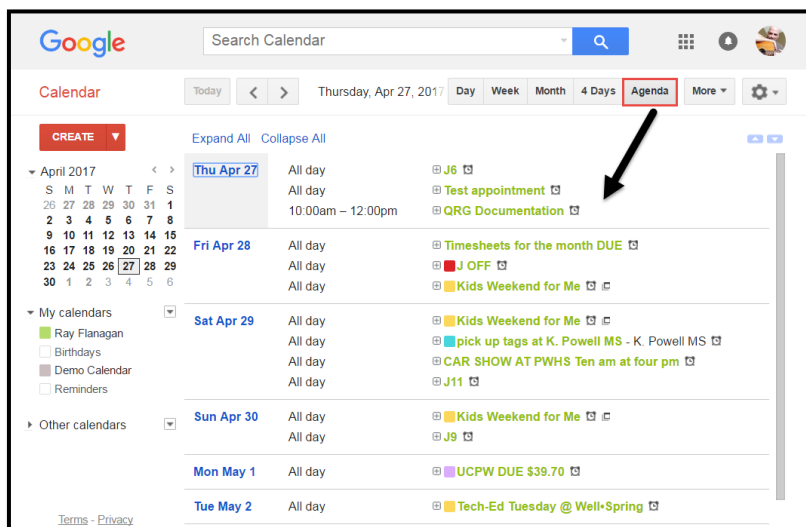 Google
Search Calendar
Calendar
Today
Thursday, Apr 27, 2017
Day Week Month 4 Days Agenda More
CREATE
Expand All Collapse All
April 2017
S M T W T F S
26 27 28 29 30 31 1
2 3 4 5 6 7 8
9 10 11 12 13 14 15
16 17 18 19 20 21 22
23 24 25 26 27 28 29
30 1 2 3 4 5 6
My calendars
Ray Flanagan
Birthdays
Demo Calendar
Reminders
Other calendars
Terms - Privacy
Thu Apr 27 All day J6
All day Test appointment
10:00am – 12:00pm QRG Documentation
Fri Apr 28 All day Timesheets for the month DUE
All day J OFF
All day Kids Weekend for Me
Sat Apr 29 All day Kids Weekend for Me
All day pick up tags at K. Powell MS - K. Powell MS
All day CAR SHOW AT PWHS Ten am at four pm
All day J11
Sun Apr 30 All day Kids Weekend for Me
All day J9
Mon May 1 All day UCPW DUE $39.70
Tue May 2 All day Tech-Ed Tuesday @ Well•Spring